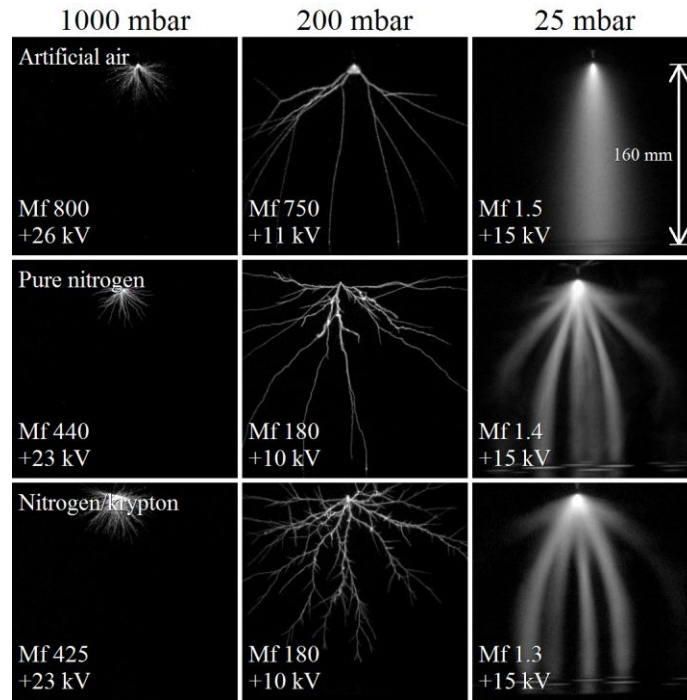 1000 mbar 200 mbar 25 mbar
Artificial air
160 mm
Mf 800 Mf 750 Mf 1.5
+26 kV +11 kV +15 kV
Pure nitrogen
Mf 440 Mf 180 Mf 1.4
+23 kV +10 kV +15 kV
Nitrogen/krypton
Mf 425 Mf 180 Mf 1.3
+23 kV +10 kV +15 kV